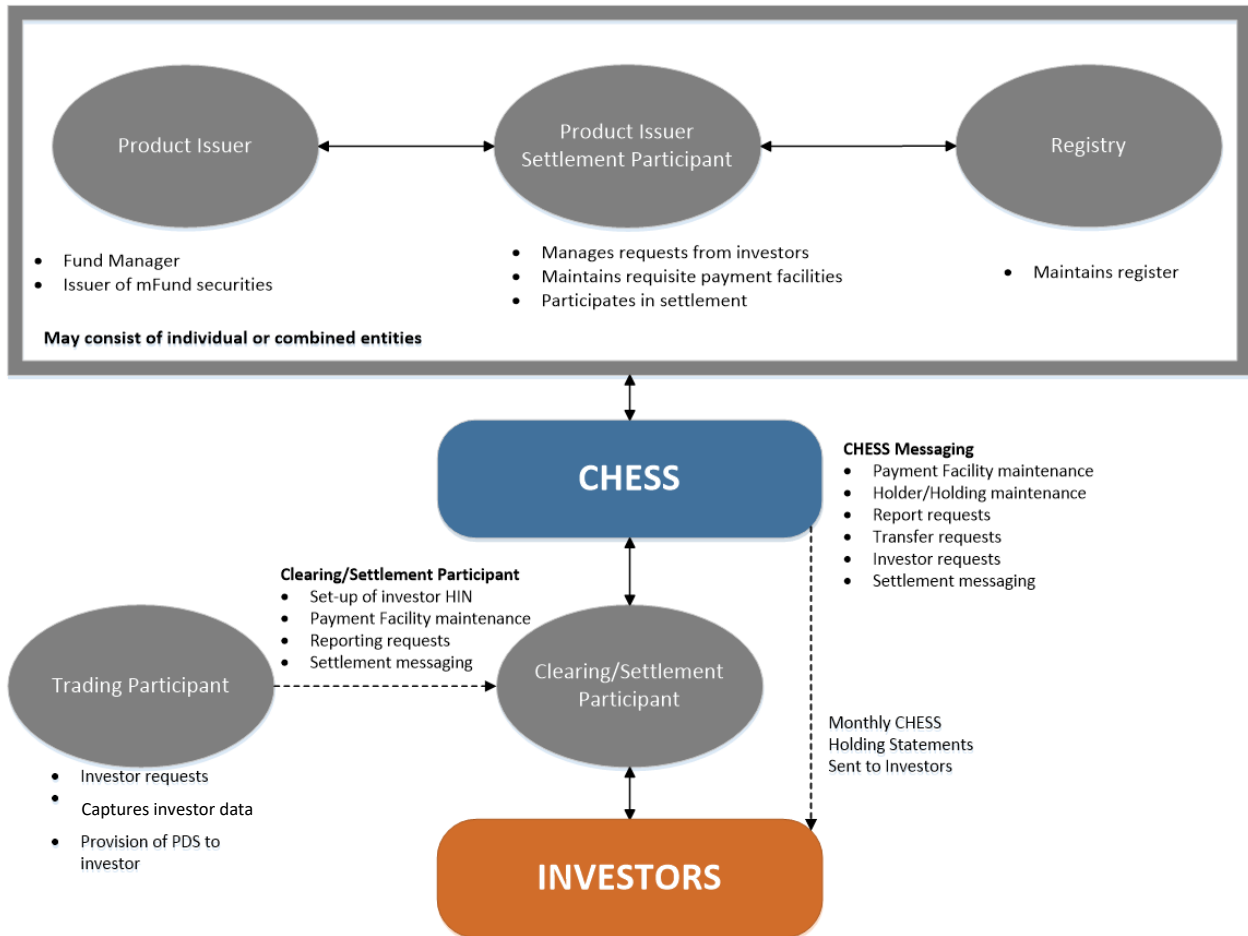 Product Issuer
Product Issuer
Settlement Participant
Registry
• Fund Manager
• Issuer of mFund securities
• Manages requests from investors
• Maintains requisite payment facilities
• Participates in settlement
• Maintains register
May consist of individual or combined entities
CHESS
CHESS Messaging
• Payment Facility maintenance
• Holder/Holding maintenance
• Report requests
• Transfer requests
• Investor requests
• Settlement messaging
Clearing/Settlement Participant
• Set-up of investor HIN
• Payment Facility maintenance
• Reporting requests
• Settlement messaging
Trading Participant
Clearing/Settlement
Participant
• Investor requests
• Captures investor data
• Provision of PDS to
investor
Monthly CHESS
Holding Statements
Sent to Investors
INVESTORS